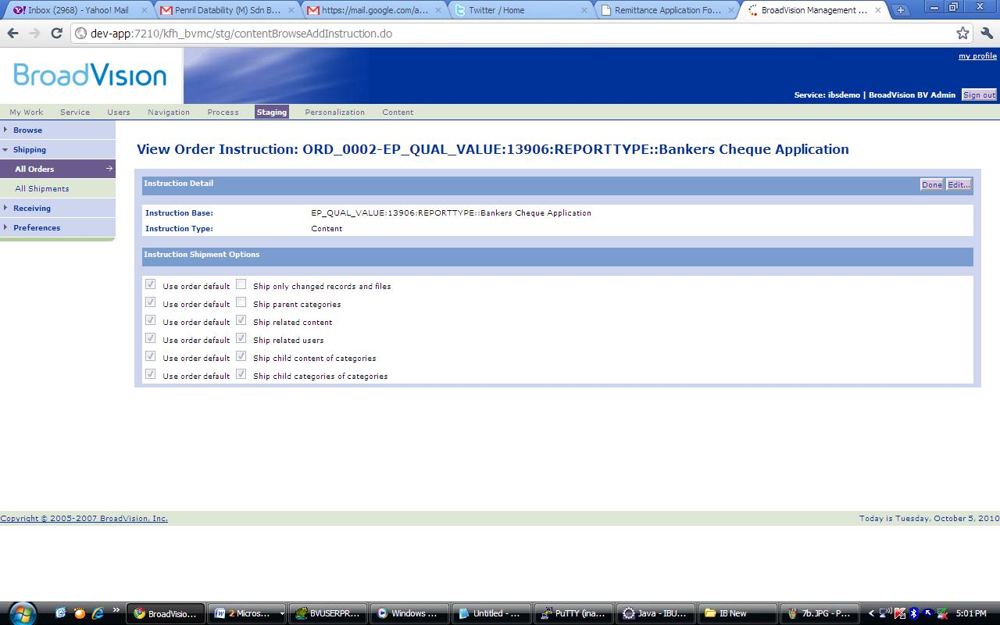 Inbox (2968) - Yahoo! Mail
Penril Datability (M) Sdn B...
https://mail.google.com/a...
Twitter / Home
Remittance Application Fo...
BroadVision Management ...
dev-app:7210/kfh_bvmc/stg/contentBrowseAddInstruction.do
my profile
BroadVision
Service: ibsdemo | BroadVision BV Admin Sign out
My Work Service Users Navigation Process Staging Personalization Content
Browse
Shipping
All Orders
All Shipments
Receiving
Preferences
View Order Instruction: ORD_0002-EP_QUAL_VALUE:13906:REPORTTYPE::Bankers Cheque Application
Instruction Detail Done Edit...
Instruction Base: EP_QUAL_VALUE:13906:REPORTTYPE::Bankers Cheque Application
Instruction Type: Content
Instruction Shipment Options
Use order default Ship only changed records and files
Use order default Ship parent categories
Use order default Ship related content
Use order default Ship related users
Use order default Ship child content of categories
Use order default Ship child categories of categories
Copyright © 2005-2007 BroadVision, Inc. Today is Tuesday, October 5, 2010
BroadVisio... 2 Micros... BVUSERPR... Windows ... Untitled - ... PuTTY (ina... Java - IBU... IB New 7b.JPG - P... 5:01 PM